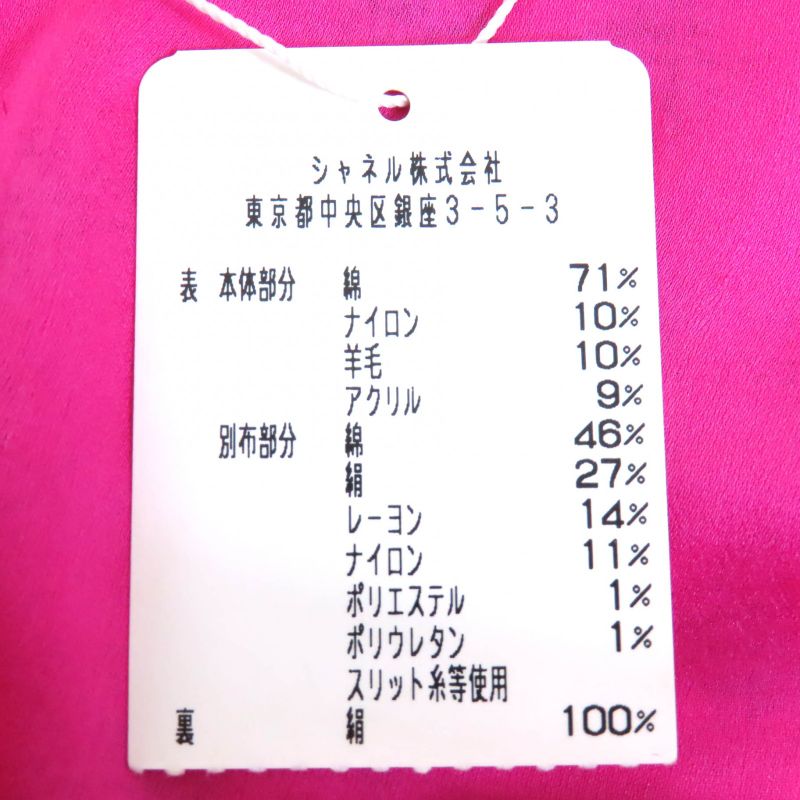 シャネル株式会社
東京都中央区銀座3-5-3
表 本体部分 綿 71%
ナイロン 10%
羊毛 10%
アクリル 9%
別布部分 綿 46%
絹 27%
レーヨン 14%
ナイロン 11%
ポリエステル 1%
ポリウレタン 1%
スリット糸等使用
裏 絹 100%